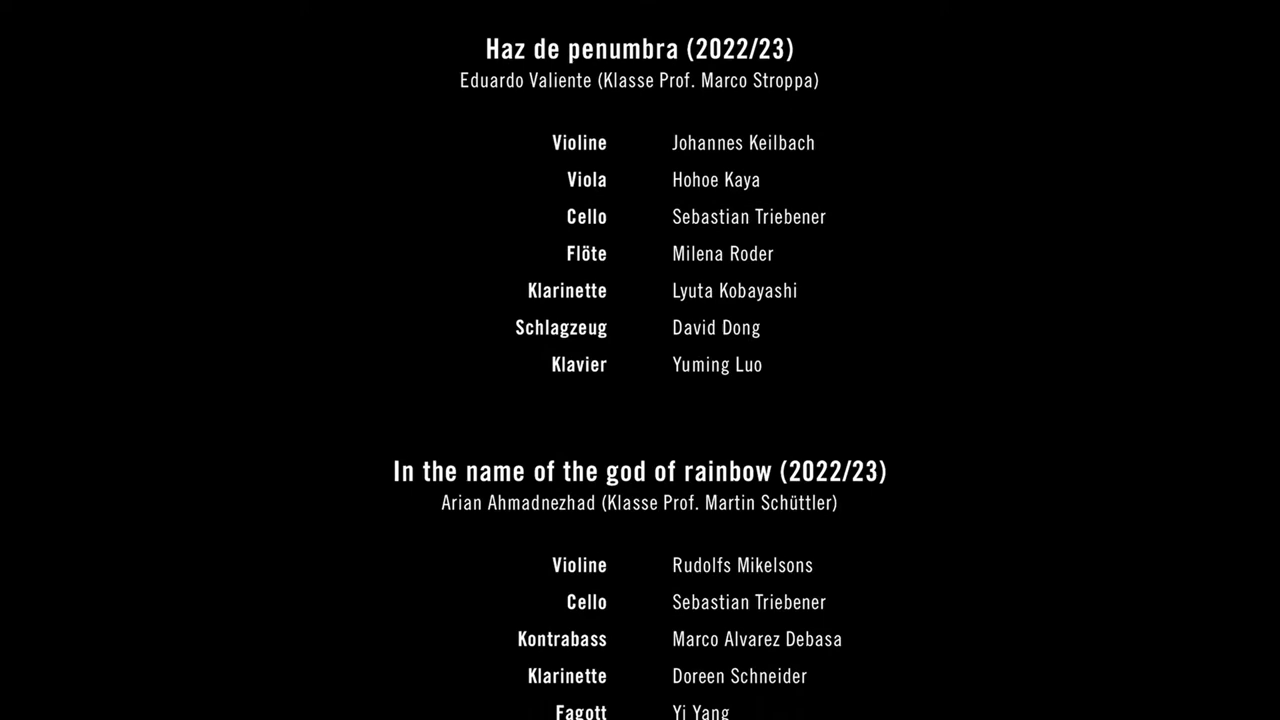 Haz de penumbra (2022/23)
Eduardo Valiente (Klasse Prof. Marco Stroppa)
Violine Johannes Keilbach
Viola Hohoe Kaya
Cello Sebastian Triebener
Flöte Milena Roder
Klarinette Lyuta Kobayashi
Schlagzeug David Dong
Klavier Yuming Luo
In the name of the god of rainbow (2022/23)
Arian Ahmadnezhad (Klasse Prof. Martin Schüttler)
Violine Rudolfs Mikelsons
Cello Sebastian Triebener
Kontrabass Marco Alvarez Debasa
Klarinette Doreen Schneider
Fagott Yi Yang